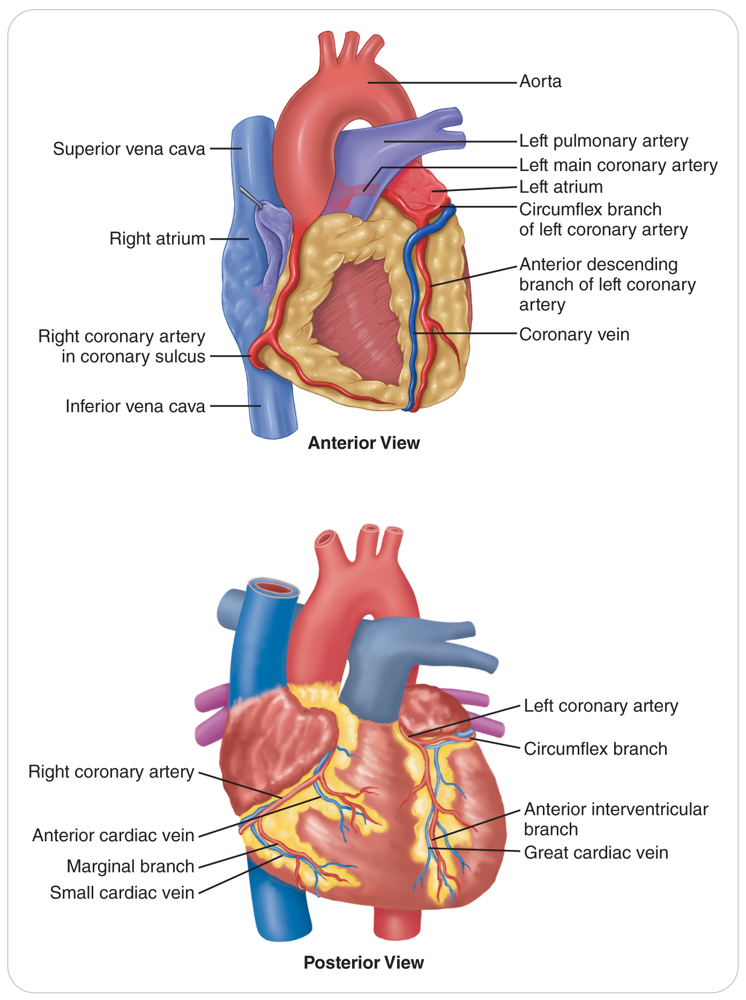 Aorta
Superior vena cava
Left pulmonary artery
Left main coronary artery
Left atrium
Circumflex branch
of left coronary artery
Right atrium
Anterior descending
branch of left coronary
artery
Right coronary artery
in coronary sulcus
Coronary vein
Inferior vena cava
Anterior View
Left coronary artery
Circumflex branch
Right coronary artery
Anterior interventricular
branch
Anterior cardiac vein
Great cardiac vein
Marginal branch
Small cardiac vein
Posterior View